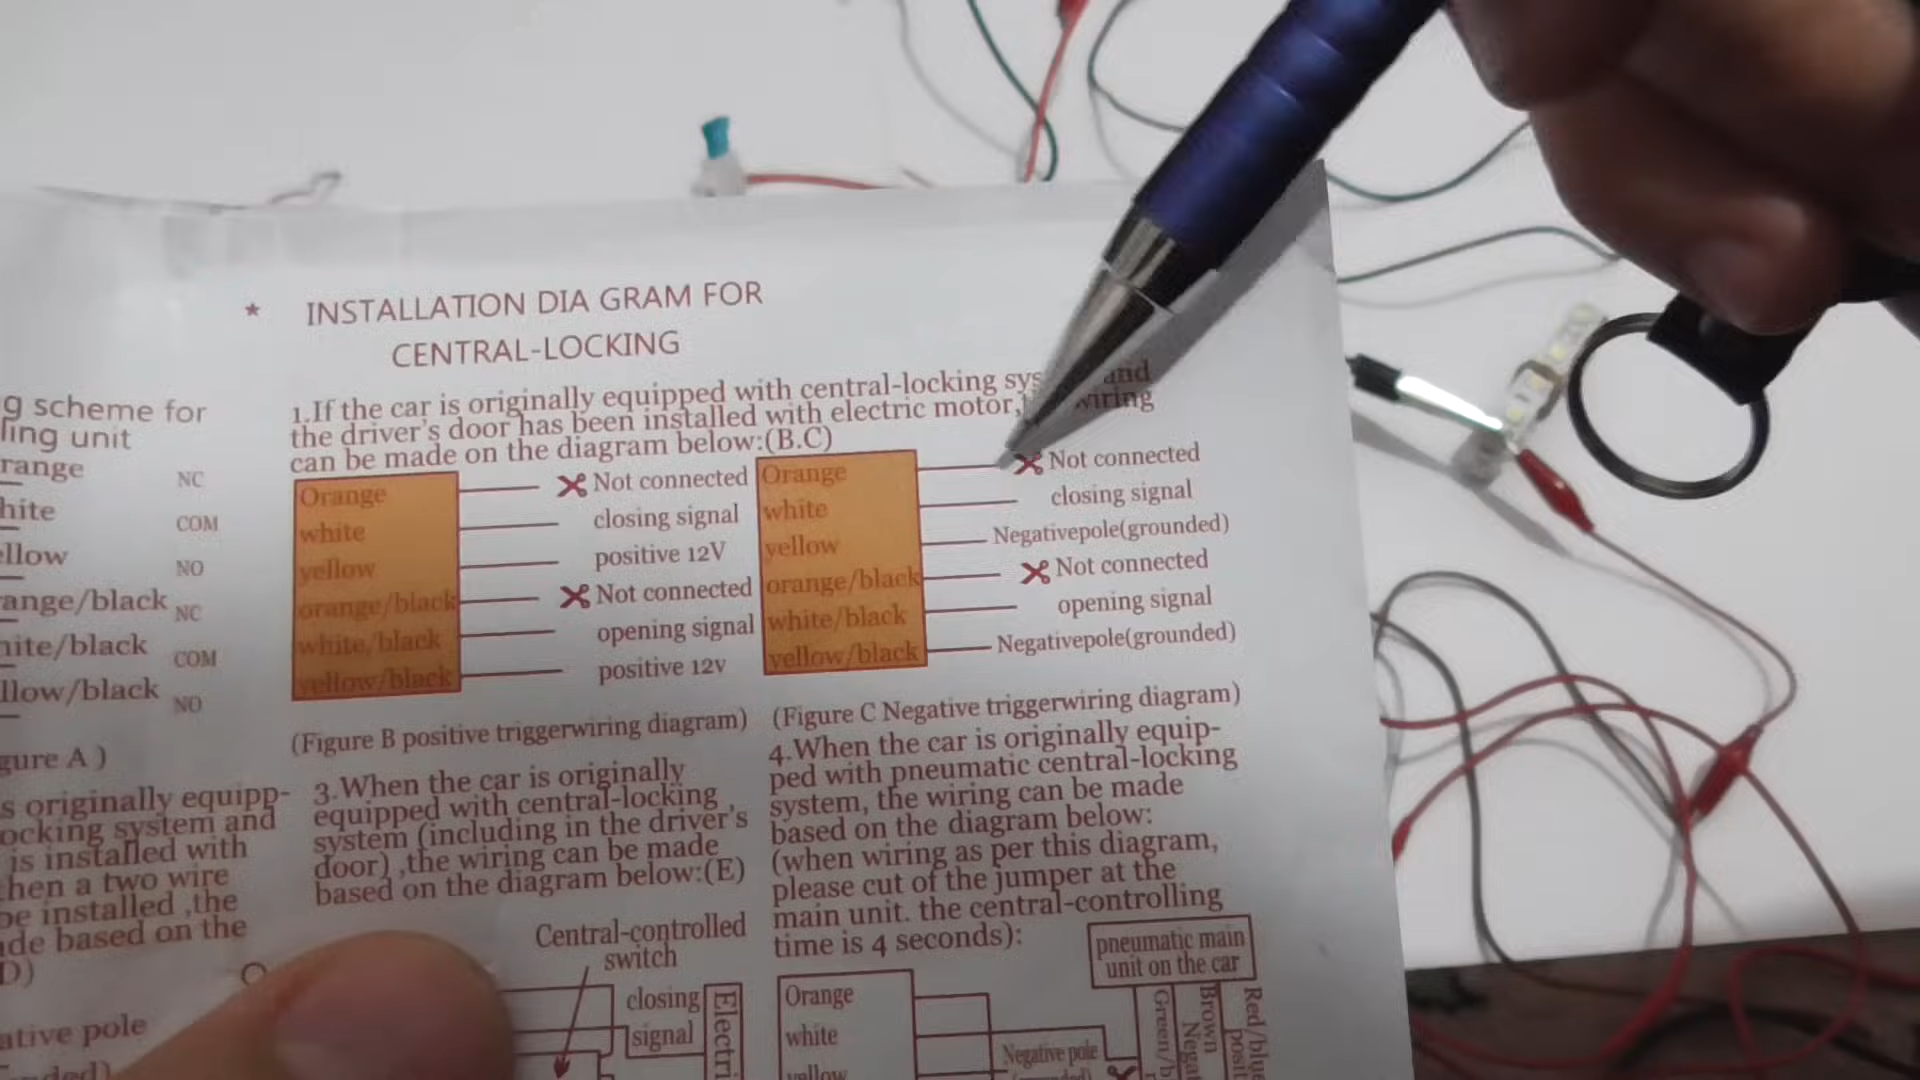 * INSTALLATION DIA GRAM FOR
CENTRAL-LOCKING
g scheme for
ling unit
range NC
hite COM
ellow NO
ange/black NC
hite/black COM
llow/black NO
gure A )
s originally equipp-
ocking system and
is installed with
hen a two wire
be installed ,the
de based on the
D)
ative pole
1.If the car is originally equipped with central-locking sys and
the driver's door has been installed with electric motor, wiring
can be made on the diagram below:(B.C)
Orange Not connected
white closing signal
yellow positive 12V
orange/black Not connected
white/black opening signal
yellow/black positive 12v
(Figure B positive triggerwiring diagram)
Orange Not connected
white closing signal
yellow Negativepole(grounded)
orange/black Not connected
white/black opening signal
yellow/black Negativepole(grounded)
(Figure C Negative triggerwiring diagram)
3.When the car is originally
equipped with central-locking ,
system (including in the driver's
door) ,the wiring can be made
based on the diagram below:(E)
Central-controlled
switch
closing
signal
Electri
4.When the car is originally equip-
ped with pneumatic central-locking
system, the wiring can be made
based on the diagram below:
(when wiring as per this diagram,
please cut of the jumper at the
main unit. the central-controlling
time is 4 seconds):
pneumatic main
unit on the car
Orange
white
yellow
Negative pole
Green/b
Brown
Negat
Red/blue
posit